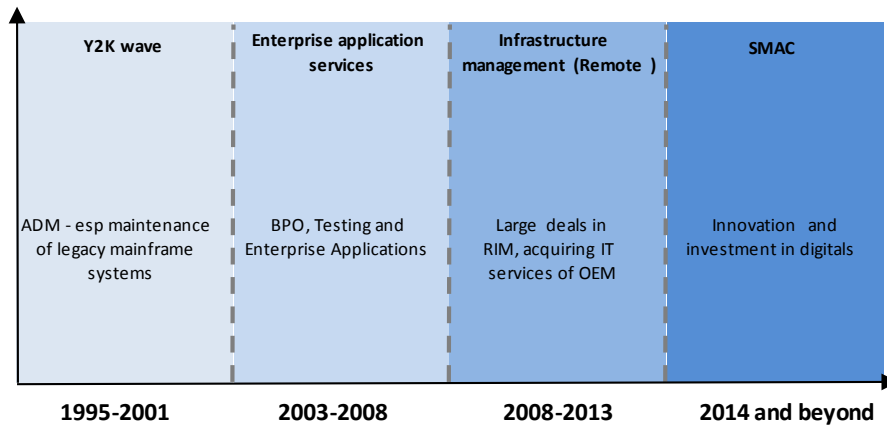 Y2K wave
Enterprise application
services
Infrastructure
management (Remote )
SMAC
ADM - esp maintenance
of legacy mainframe
systems
BPO, Testing and
Enterprise Applications
Large deals in
RIM, acquiring IT
services of OEM
Innovation and
investment in digitals
1995-2001
2003-2008
2008-2013
2014 and beyond